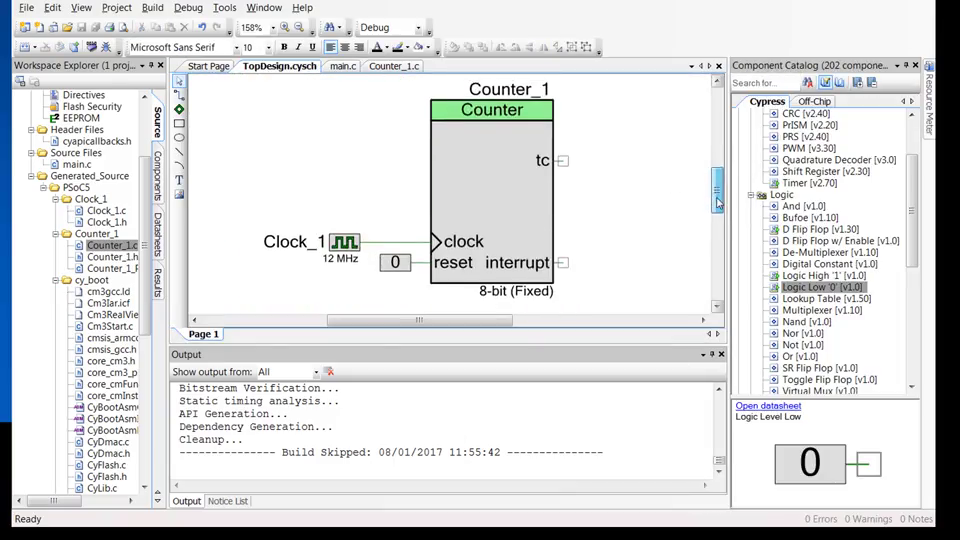 File Edit View Project Build Debug Tools Window Help
158% Debug
Microsoft Sans Serif 10 B I U A
Workspace Explorer (1 proj...
Directives
Flash Security
EEPROM
Header Files
cyapicallbacks.h
Source Files
main.c
Generated_Source
PSoC5
Clock_1
Clock_1.c
Clock_1.h
Counter_1
Counter_1.c
Counter_1.h
Counter_1_P
cy_boot
cm3gcc.ld
Cm3Iar.icf
Cm3RealView
Cm3Start.c
cmsis_armcc
cmsis_gcc.h
core_cm3.h
core_cm3_p
core_cmFun
core_cmInst
CyBootAsm
CyBootAsm
CyDmac.c
CyDmac.h
CyFlash.c
CyFlash.h
CyLib.c
Source
Components
Datasheets
Results
Start Page TopDesign.cysch main.c Counter_1.c
T
Counter_1
Counter
tc
Clock_1 clock
12 MHz
0 reset interrupt
8-bit (Fixed)
Page 1
Output
Show output from: All
Bitstream Verification...
Static timing analysis...
API Generation...
Dependency Generation...
Cleanup...
--------------- Build Skipped: 08/01/2017 11:55:42 ---------------
Output Notice List
Component Catalog (202 compone...
Search for...
Cypress Off-Chip
CRC [v2.40]
PrISM [v2.20]
PRS [v2.40]
PWM [v3.30]
Quadrature Decoder [v3.0]
Shift Register [v2.30]
Timer [v2.70]
Logic
And [v1.0]
Bufoe [v1.10]
D Flip Flop [v1.30]
D Flip Flop w/ Enable [v1.0]
De-Multiplexer [v1.10]
Digital Constant [v1.0]
Logic High '1' [v1.0]
Logic Low '0' [v1.0]
Lookup Table [v1.50]
Multiplexer [v1.10]
Nand [v1.0]
Nor [v1.0]
Not [v1.0]
Or [v1.0]
SR Flip Flop [v1.0]
Toggle Flip Flop [v1.0]
Virtual Mux [v1.0]
Open datasheet
Logic Level Low
0
Resource Meter
Ready 0 Errors 0 Warnings 0 Notes